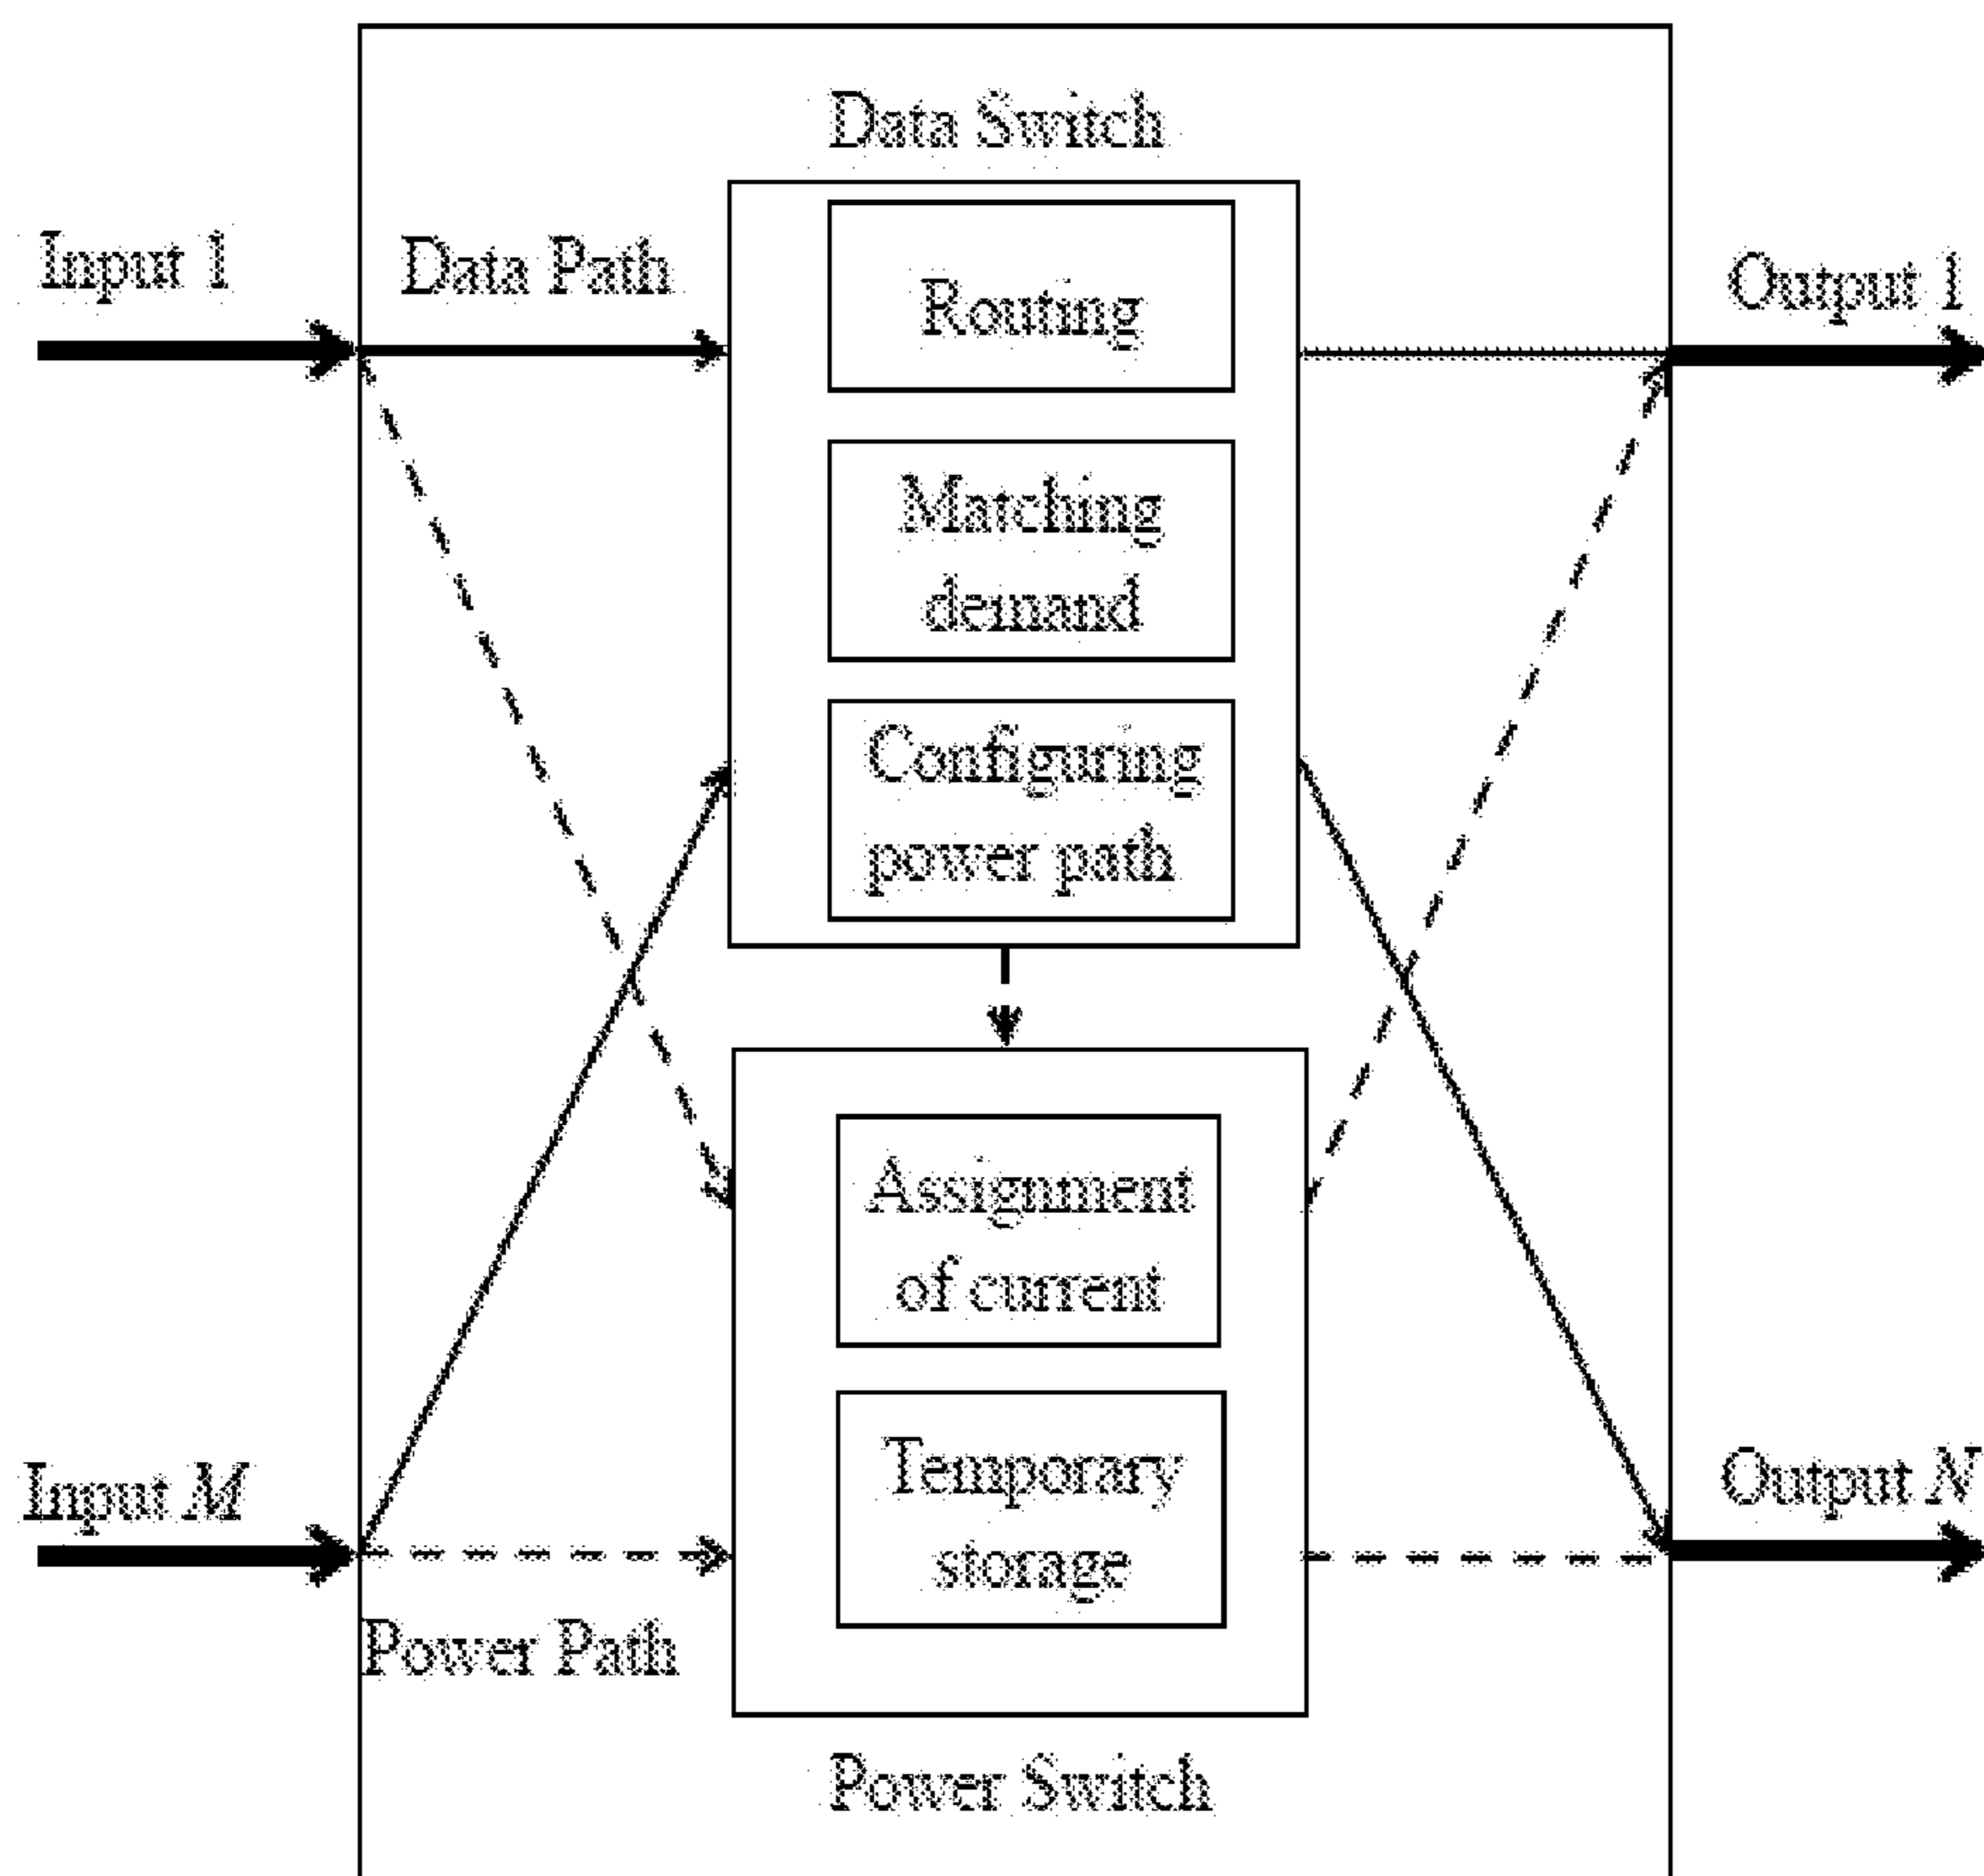 Data Switch
Input 1
Data Path
Routing
Output 1
Matching
demand
Configuring
power path
Assignment
of current
Input M
Temporary
storage
Output N
Power Path
Power Switch